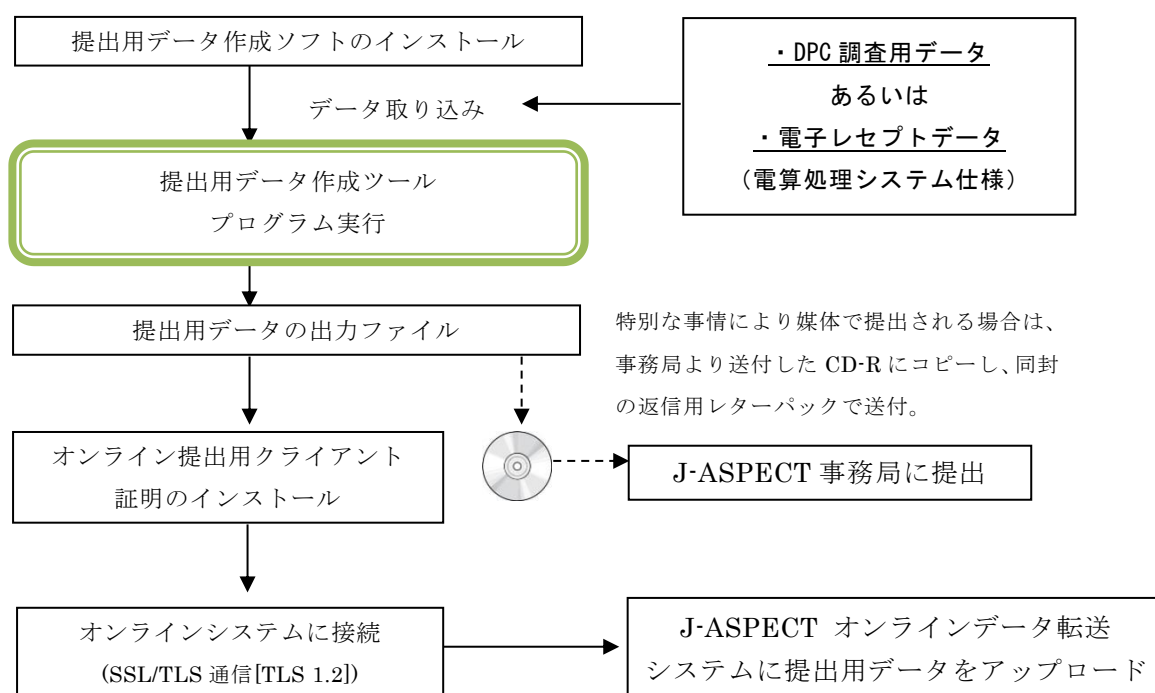 提出用データ作成ソフトのインストール
・DPC 調査用データ
あるいは
・電子レセプトデータ
（電算処理システム仕様）
データ取り込み
提出用データ作成ツール
プログラム実行
提出用データの出力ファイル
特別な事情により媒体で提出される場合は、
事務局より送付した CD-R にコピーし、同封
の返信用レターパックで送付。
オンライン提出用クライアント
証明のインストール
J-ASPECT 事務局に提出
オンラインシステムに接続
(SSL/TLS 通信[TLS 1.2])
J-ASPECT オンラインデータ転送
システムに提出用データをアップロード